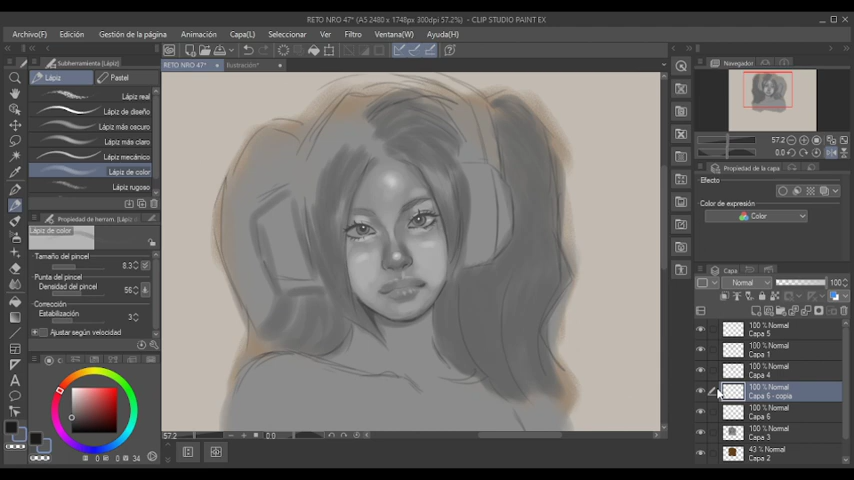 RETO NRO 47* (A5 2480 x 1748px 300dpi 57.2%) - CLIP STUDIO PAINT EX
Archivo(F) Edición Gestión de la página Animación Capa(L) Seleccionar Ver Filtro Ventana(W) Ayuda(H)
Subherramienta (Lápiz)
RETO NRO 47*
Ilustración*
Navegador
Lápiz
Pastel
Lápiz real
Lápiz de diseño
Lápiz más oscuro
Lápiz más claro
Lápiz mecánico
Lápiz de color
Lápiz rugoso
57.2
0.0
Propiedad de la capa
Efecto
Color de expresión
Color
Propiedad de herram. (Lápiz
Lápiz de color
Tamaño del pincel
8.3
Punta del pincel
Densidad del pincel
56
Corrección
Estabilización
3
Ajustar según velocidad
Capa
Normal
100
100 % Normal
Capa 5
100 % Normal
Capa 1
100 % Normal
Capa 4
100 % Normal
Capa 6 - copia
100 % Normal
Capa 6
100 % Normal
Capa 3
43 % Normal
Capa 2
57.2
0.0
0
0
34